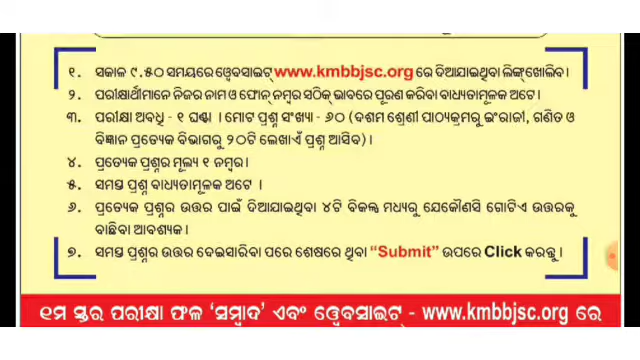 ୧. ସକାଳ ୯.୫୦ ସମୟରେ ୱେବସାଇଟ୍ www.kmbbjsc.org ରେ ଦିଆଯାଇଥିବା ଲିଙ୍କ୍ ଖୋଲିବ।
୨. ପରୀକ୍ଷାର୍ଥୀମାନେ ନିଜର ନାମ ଓ ଫୋନ୍ ନମ୍ବର ସଠିକ୍ ଭାବରେ ପୂରଣ କରିବା ବାଧ୍ୟତାମୂଳକ ଅଟେ।
୩. ପରୀକ୍ଷା ଅବଧି - ୧ ଘଣ୍ଟା । ମୋଟ ପ୍ରଶ୍ନ ସଂଖ୍ୟା - ୬୦ (ଦଶମ ଶ୍ରେଣୀ ପାଠ୍ୟକ୍ରମରୁ ଇଂରାଜୀ, ଗଣିତ ଓ
ବିଜ୍ଞାନ ପ୍ରତ୍ୟେକ ବିଭାଗରୁ ୨୦ଟି ଲେଖାଏଁ ପ୍ରଶ୍ନ ଆସିବ) ।
୪. ପ୍ରତ୍ୟେକ ପ୍ରଶ୍ନର ମୂଲ୍ୟ ୧ ନମ୍ବର।
୫. ସମସ୍ତ ପ୍ରଶ୍ନ ବାଧ୍ୟତାମୂଳକ ଅଟେ ।
୬. ପ୍ରତ୍ୟେକ ପ୍ରଶ୍ନର ଉତ୍ତର ପାଇଁ ଦିଆଯାଇଥିବା ୪ଟି ବିକଳ୍ପ ମଧ୍ୟରୁ ଯେକୌଣସି ଗୋଟିଏ ଉତ୍ତରକୁ
ବାଛିବା ଆବଶ୍ୟକ।
୭. ସମସ୍ତ ପ୍ରଶ୍ନର ଉତ୍ତର ଦେଇସାରିବା ପରେ ଶେଷରେ ଥିବା “Submit” ଉପରେ Click କରନ୍ତୁ।
୧ମ ସ୍ତର ପରୀକ୍ଷା ଫଳ ‘ସମ୍ବାଦ’ ଏବଂ ୱେବସାଇଟ୍ - www.kmbbjsc.org ରେ